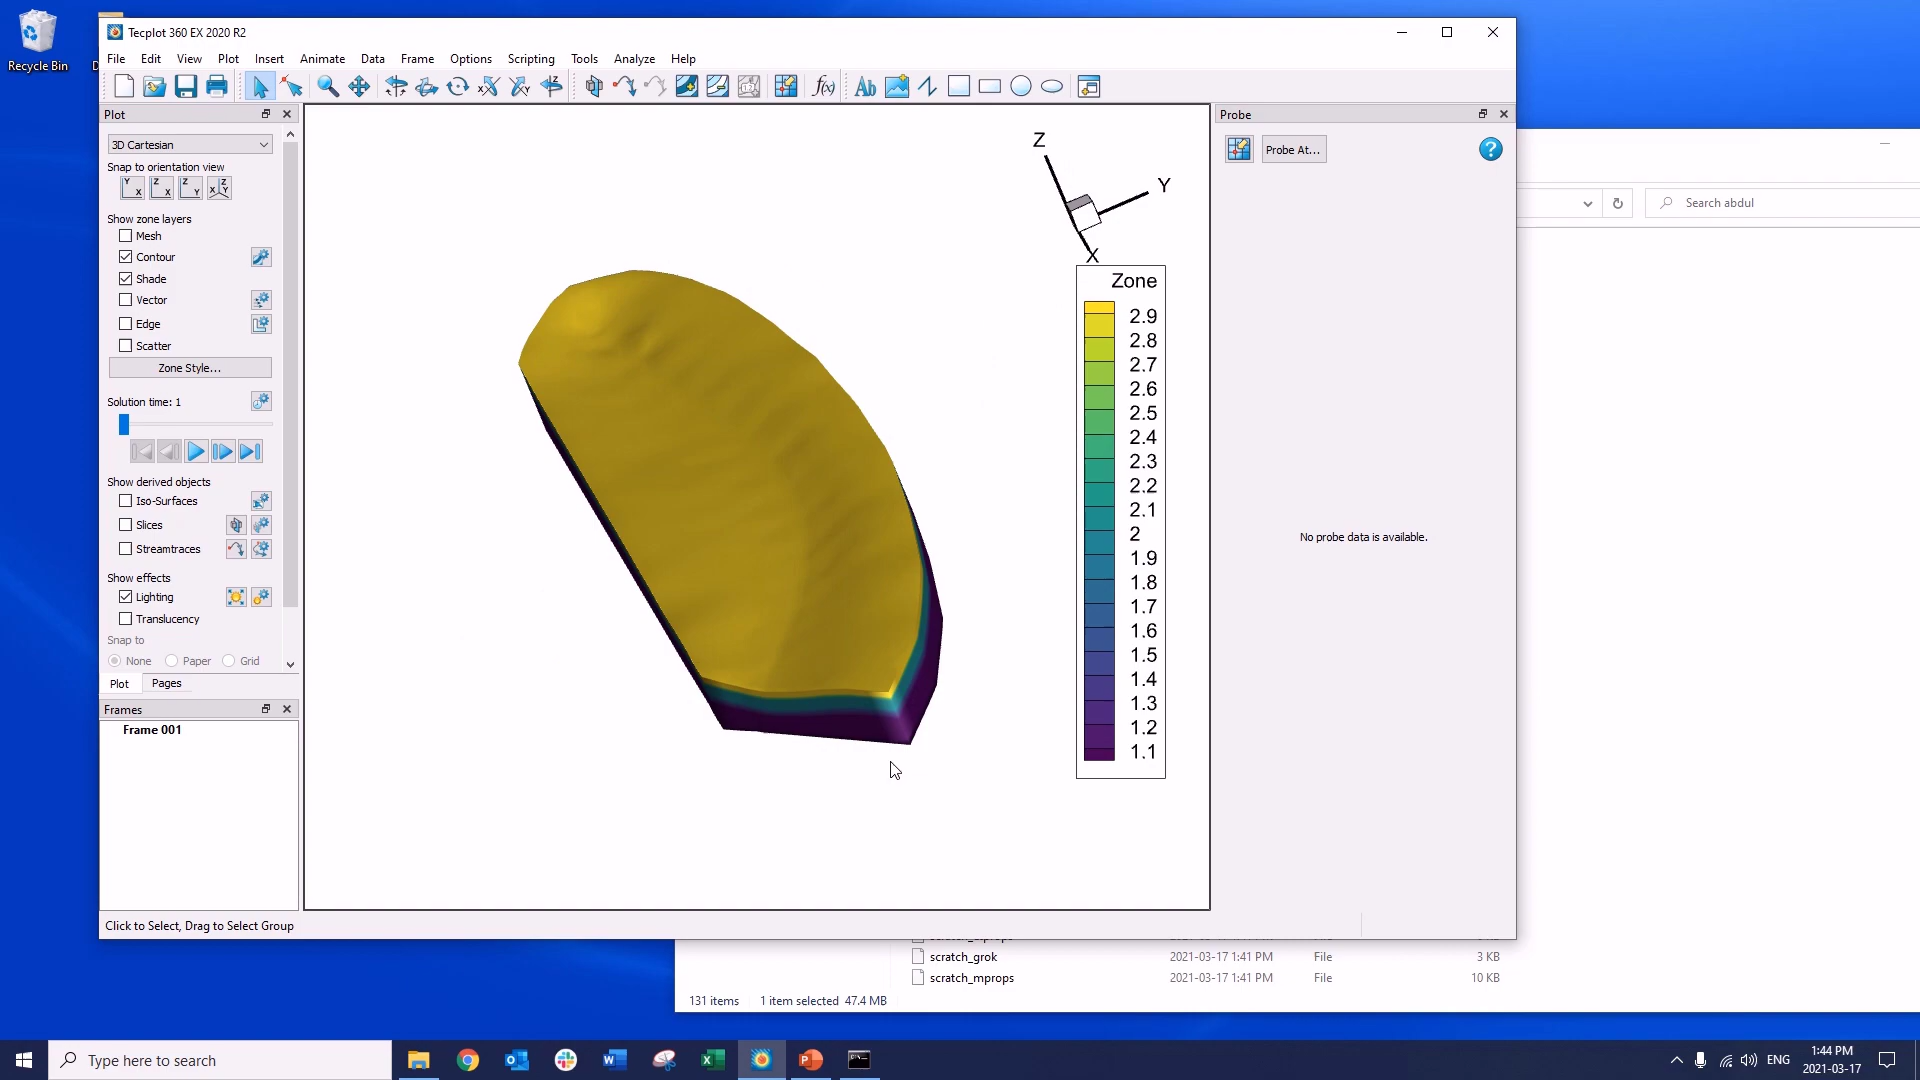 Recycle Bin
D
Tecplot 360 EX 2020 R2
File Edit View Plot Insert Animate Data Frame Options Scripting Tools Analyze Help
Plot
3D Cartesian
Snap to orientation view
Show zone layers
Mesh
Contour
Shade
Vector
Edge
Scatter
Zone Style...
Solution time: 1
Show derived objects
Iso-Surfaces
Slices
Streamtraces
Show effects
Lighting
Translucency
Snap to
None Paper Grid
Plot Pages
Frames
Frame 001
Click to Select, Drag to Select Group
Z
Y
X
Zone
2.9
2.8
2.7
2.6
2.5
2.4
2.3
2.2
2.1
2
1.9
1.8
1.7
1.6
1.5
1.4
1.3
1.2
1.1
Probe
Probe At...
No probe data is available.
Search abdul
scratch_grok 2021-03-17 1:41 PM File 3 KB
scratch_mprops 2021-03-17 1:41 PM File 10 KB
131 items 1 item selected 47.4 MB
Type here to search
ENG
1:44 PM
2021-03-17